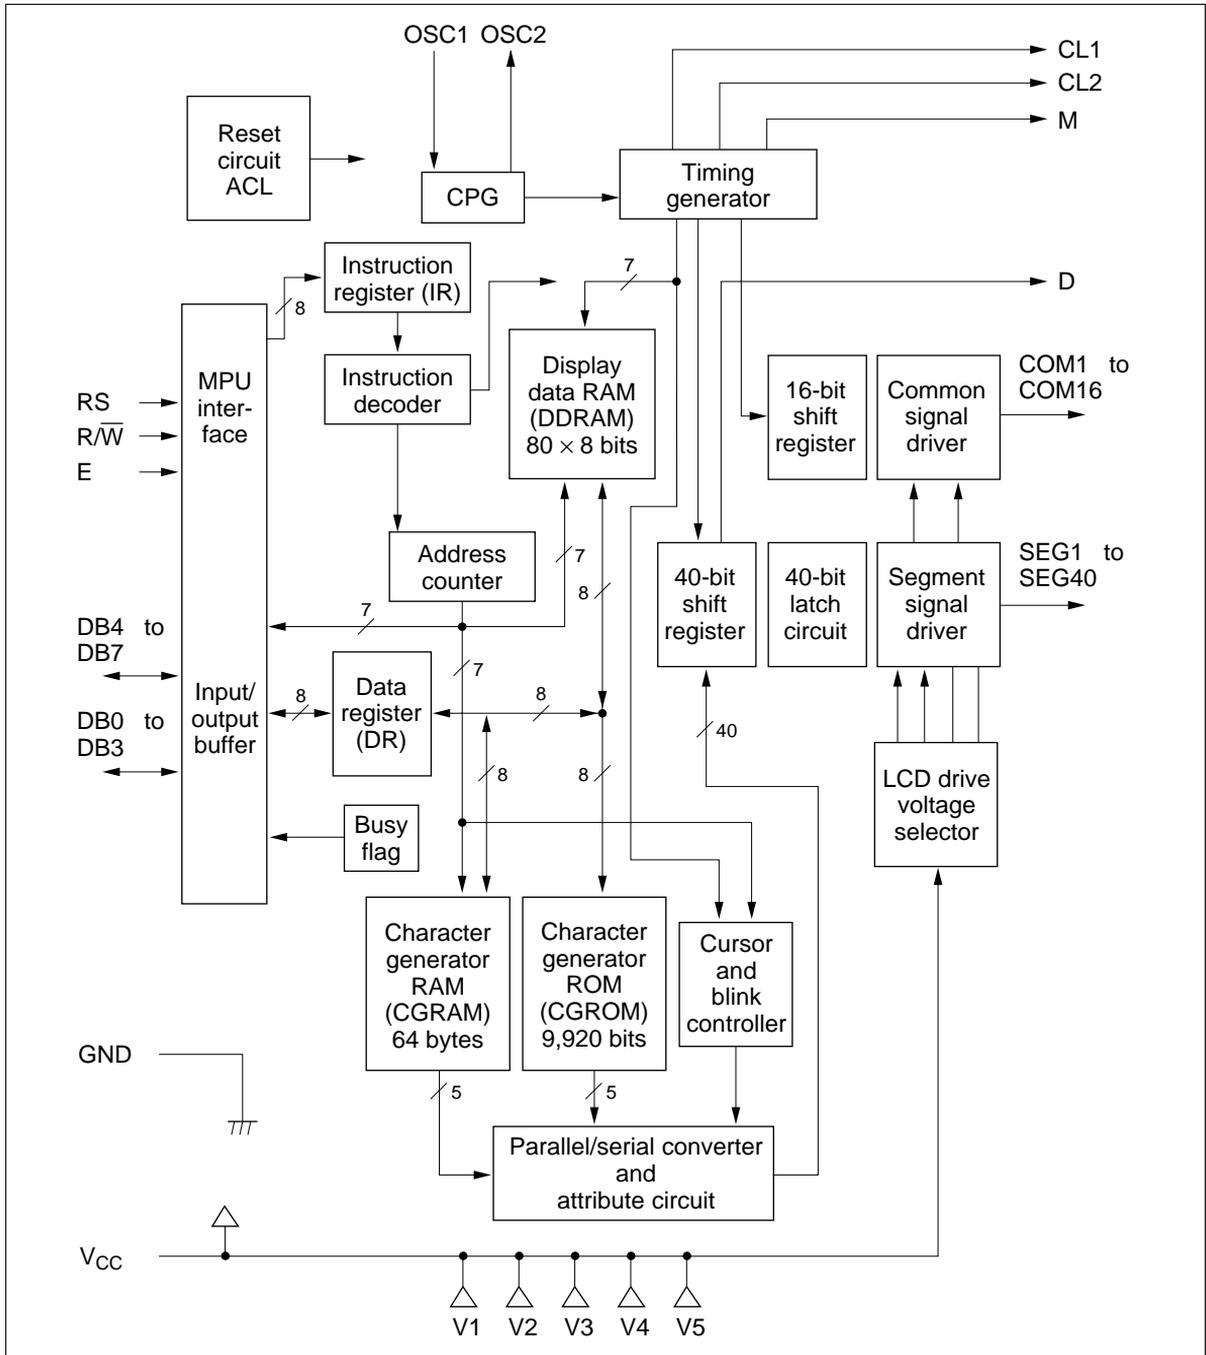 OSC1 OSC2
CL1
CL2
M
Reset
circuit
ACL
CPG
Timing
generator
Instruction
register (IR)
8
7
D
MPU
inter-
face
Instruction
decoder
Display
data RAM
(DDRAM)
80 × 8 bits
16-bit
shift
register
Common
signal
driver
COM1 to
COM16
RS
R/W̅
E
Address
counter
7
8
40-bit
shift
register
40-bit
latch
circuit
Segment
signal
driver
SEG1 to
SEG40
7
7
DB4 to
DB7
DB0 to
DB3
Input/
output
buffer
8
Data
register
(DR)
8
8
8
40
LCD drive
voltage
selector
Busy
flag
Character
generator
RAM
(CGRAM)
64 bytes
Character
generator
ROM
(CGROM)
9,920 bits
Cursor
and
blink
controller
GND
5
5
Parallel/serial converter
and
attribute circuit
VCC
V1 V2 V3 V4 V5